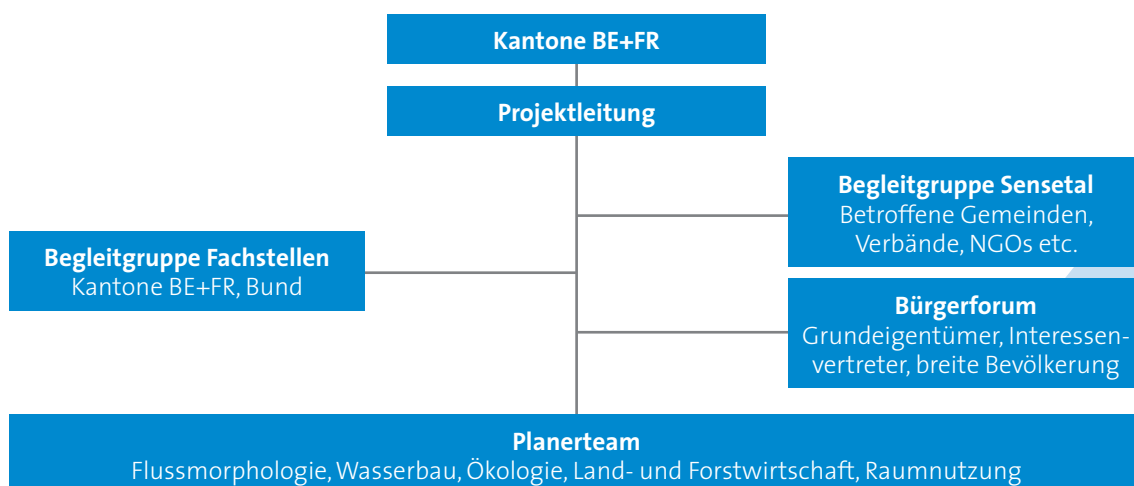 Kantone BE+FR
Projektleitung
Begleitgruppe Sensetal
Betroffene Gemeinden,
Verbände, NGOs etc.
Begleitgruppe Fachstellen
Kantone BE+FR, Bund
Bürgerforum
Grundeigentümer, Interessen-
vertreter, breite Bevölkerung
Planerteam
Flussmorphologie, Wasserbau, Ökologie, Land- und Forstwirtschaft, Raumnutzung